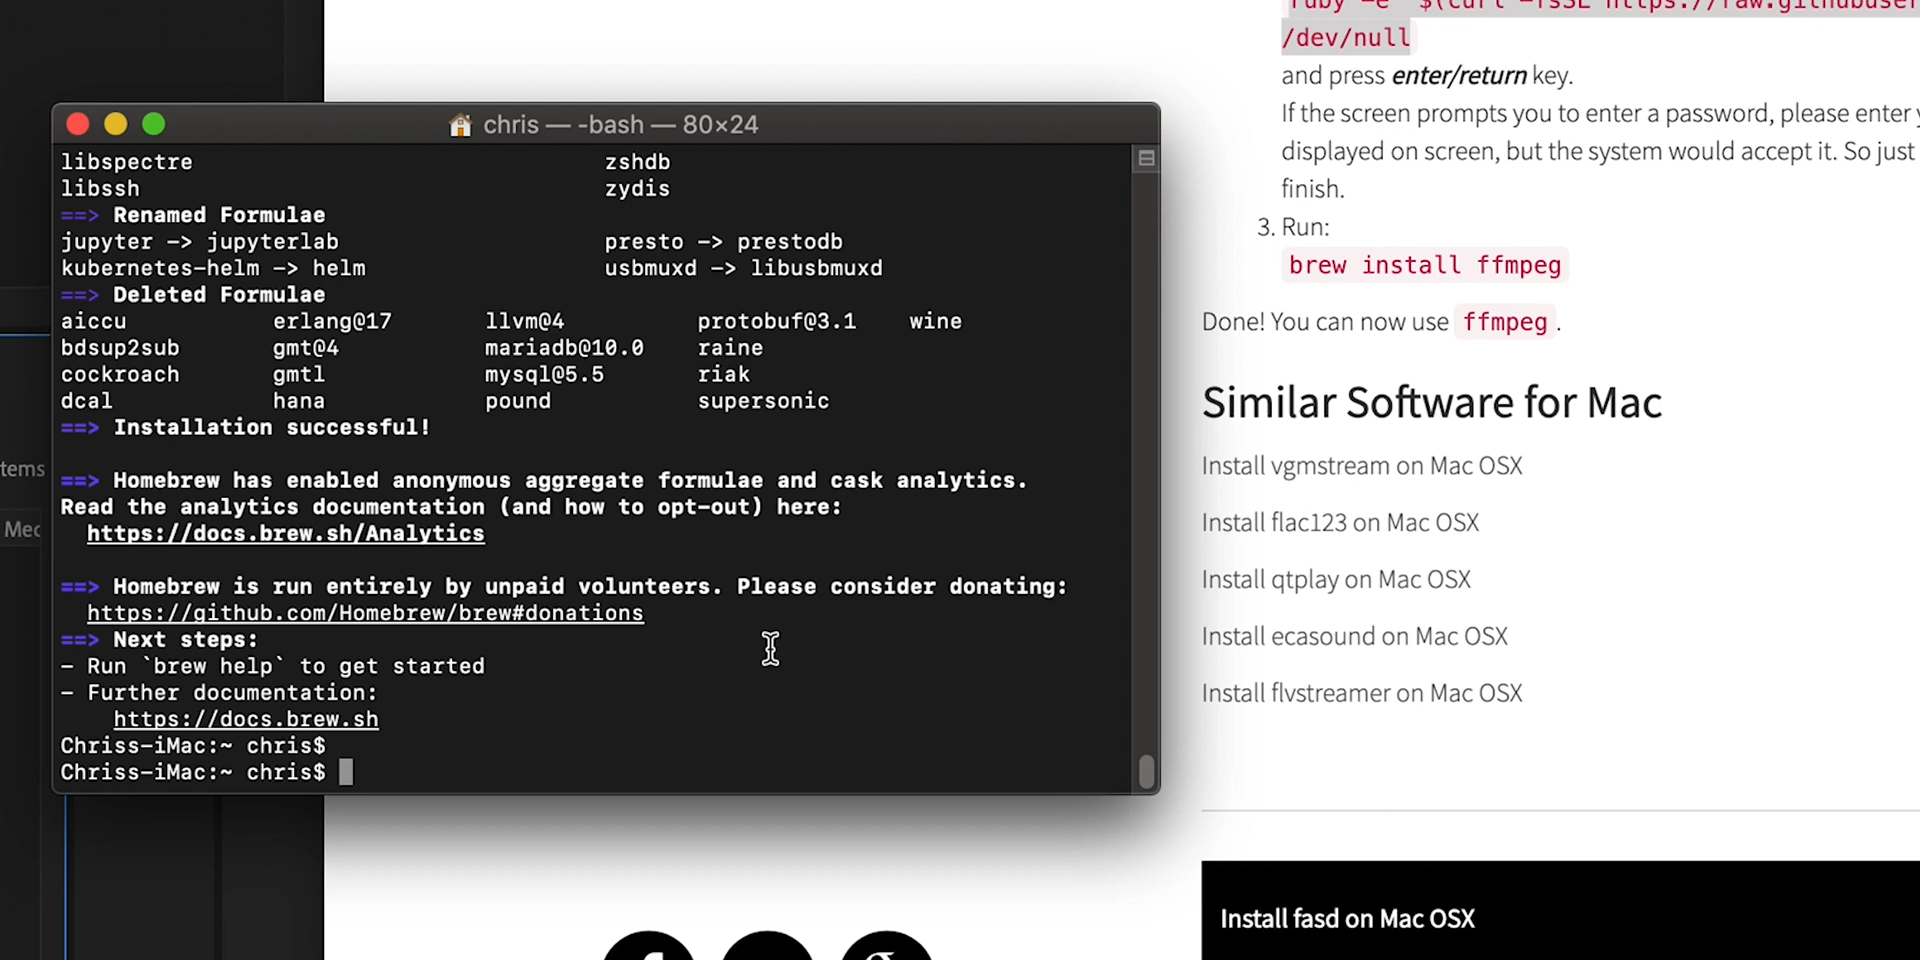 chris — -bash — 80×24
libspectre zshdb
libssh zydis
==> Renamed Formulae
jupyter -> jupyterlab presto -> prestodb
kubernetes-helm -> helm usbmuxd -> libusbmuxd
==> Deleted Formulae
aiccu erlang@17 llvm@4 protobuf@3.1 wine
bdsup2sub gmt@4 mariadb@10.0 raine
cockroach gmtl mysql@5.5 riak
dcal hana pound supersonic
==> Installation successful!
==> Homebrew has enabled anonymous aggregate formulae and cask analytics.
Read the analytics documentation (and how to opt-out) here:
https://docs.brew.sh/Analytics
==> Homebrew is run entirely by unpaid volunteers. Please consider donating:
https://github.com/Homebrew/brew#donations
==> Next steps:
- Run `brew help` to get started
- Further documentation:
https://docs.brew.sh
Chriss-iMac:~ chris$
Chriss-iMac:~ chris$
ruby -e "$(curl -fsSL https://raw.githubuser
/dev/null
and press enter/return key.
If the screen prompts you to enter a password, please enter
displayed on screen, but the system would accept it. So just
finish.
3. Run:
brew install ffmpeg
Done! You can now use ffmpeg.
Similar Software for Mac
Install vgmstream on Mac OSX
Install flac123 on Mac OSX
Install qtplay on Mac OSX
Install ecasound on Mac OSX
Install flvstreamer on Mac OSX
Install fasd on Mac OSX
tems
Mec